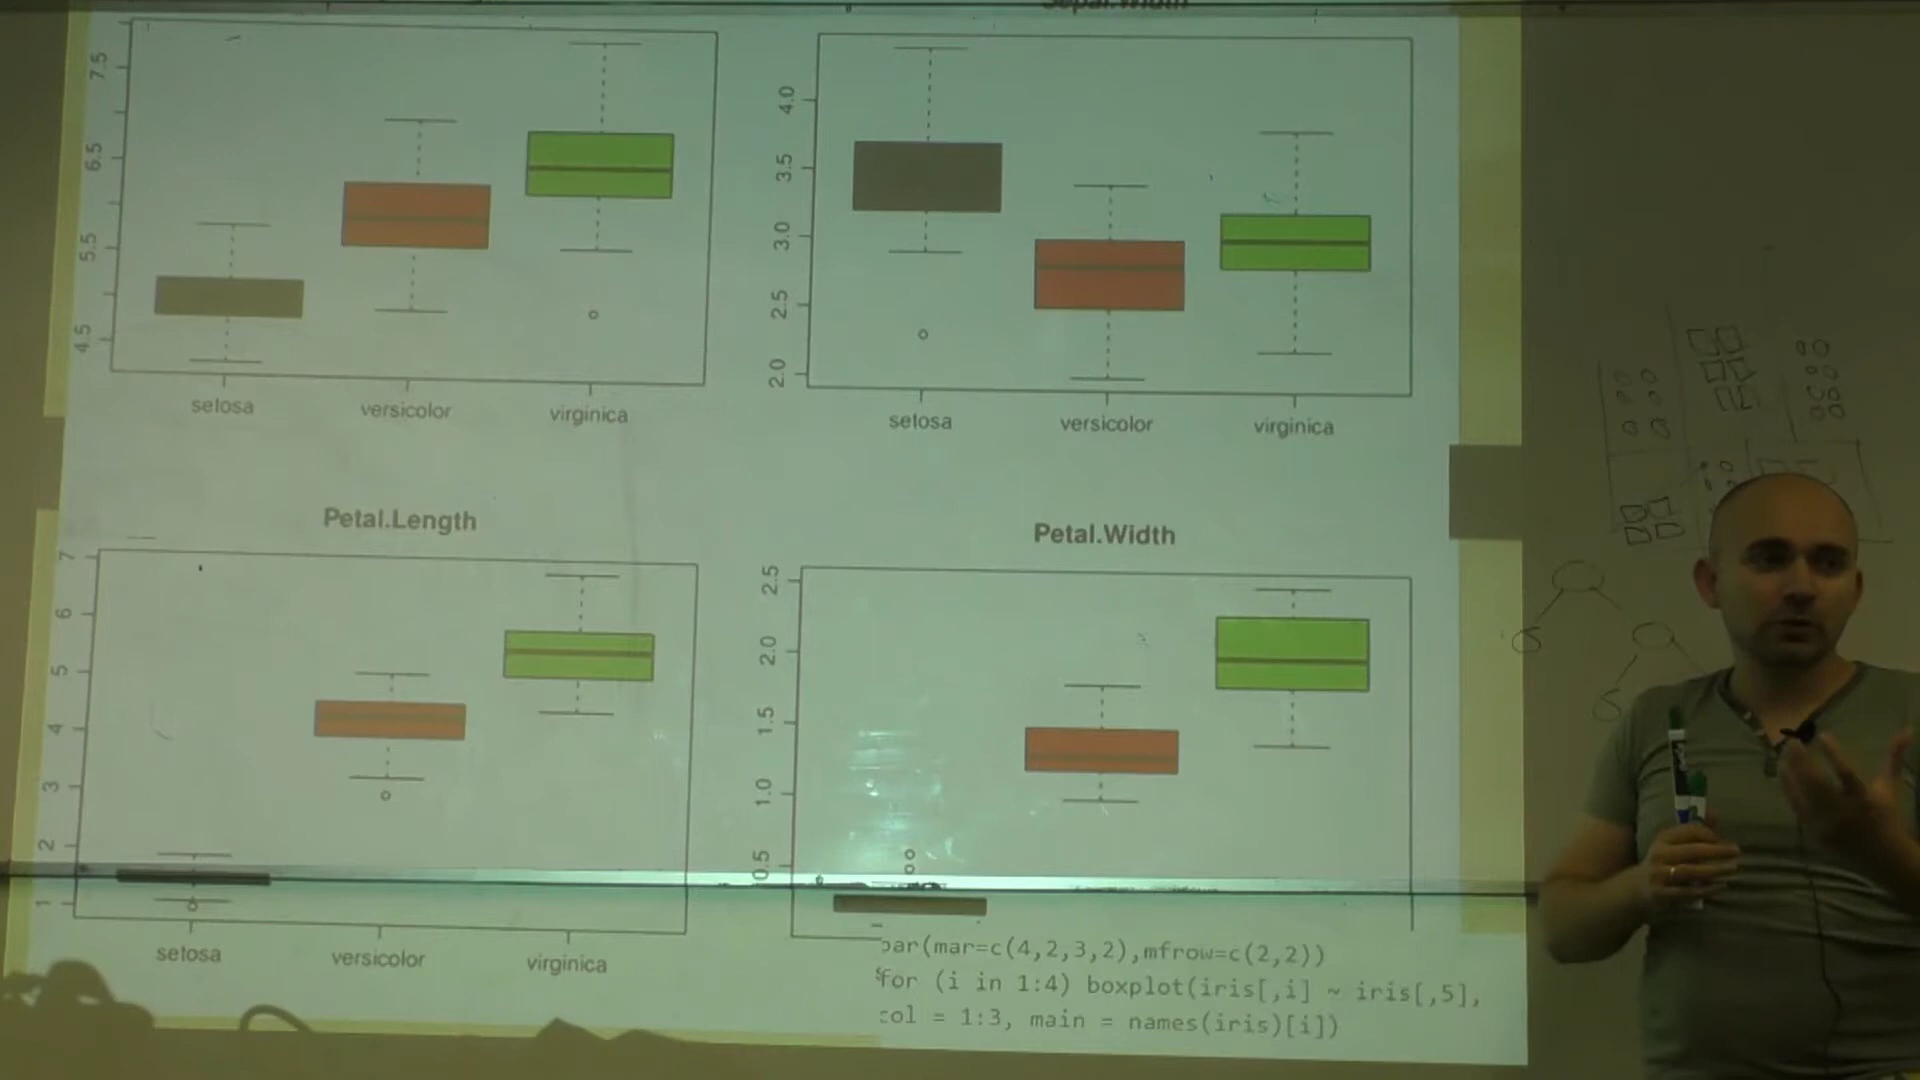 Sepal.Width
7.5
6.5
5.5
4.5
setosa versicolor virginica
4.0
3.5
3.0
2.5
2.0
setosa versicolor virginica
Petal.Length
7
6
5
4
3
2
1
setosa versicolor virginica
Petal.Width
2.5
2.0
1.5
1.0
0.5
par(mar=c(4,2,3,2),mfrow=c(2,2))
for (i in 1:4) boxplot(iris[,i] ~ iris[,5],
col = 1:3, main = names(iris)[i])